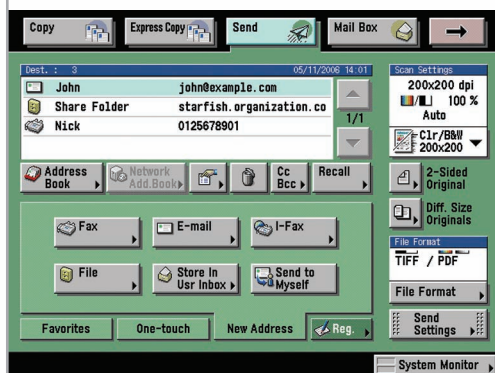 Copy
Express Copy
Send
Mail Box
Dest. : 3
05/11/2006 14:01
John john@example.com
Share Folder starfish.organization.co
Nick 0125678901
1/1
Address Book
Network Add.Book
Cc Bcc
Recall
Fax
E-mail
I-Fax
File
Store In Usr Inbox
Send to Myself
Favorites
One-touch
New Address
Reg.
Scan Settings
200x200 dpi
100 %
Auto
Clr/B&W
200x200
2-Sided Original
Diff. Size Originals
File Format
TIFF / PDF
File Format
Send Settings
System Monitor